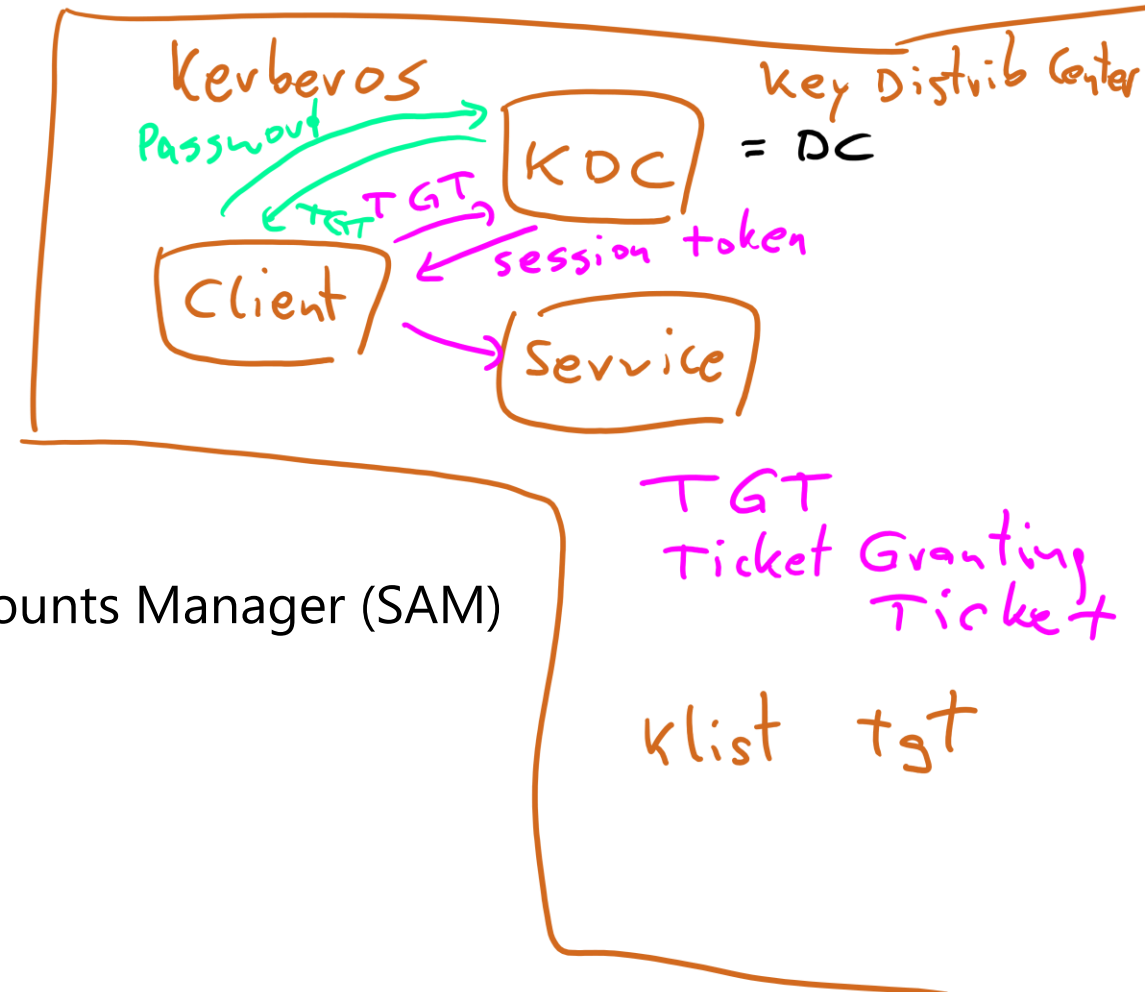 Kerberos
Key Distrib Center
Password
KDC
= DC
TGT
TGT
session token
Client
Service
TGT
Ticket Granting
Ticket
ounts Manager (SAM)
Klist tgt